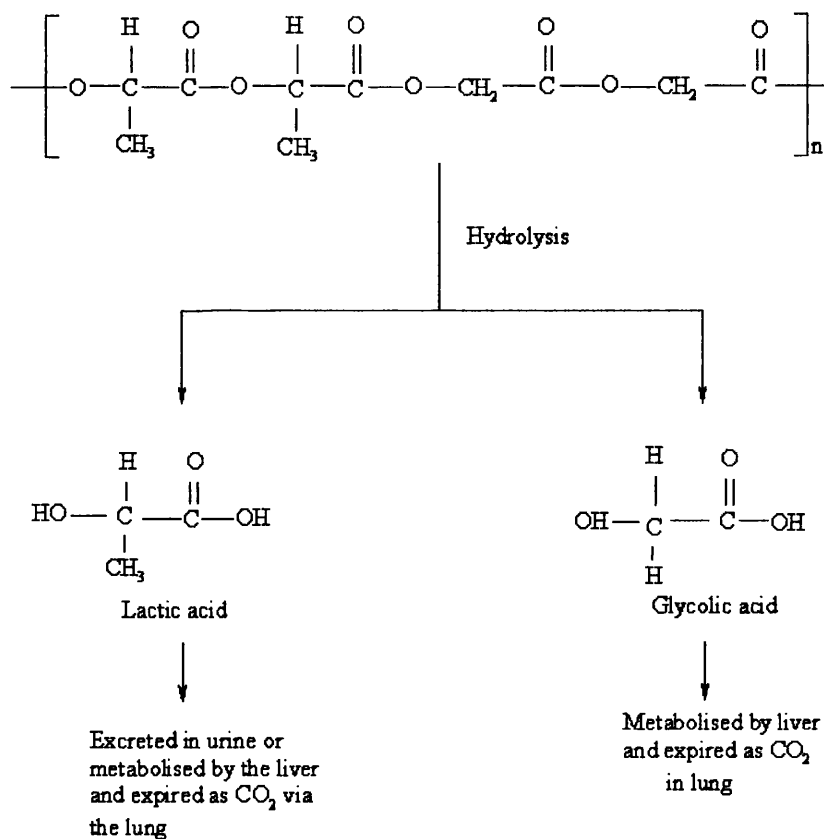 H O H O O O
O C C O C C O CH₂ C O CH₂ C
CH₃ CH₃ n
Hydrolysis
H O H O
HO C C OH OH C C OH
CH₃ H
Lactic acid Glycolic acid
Excreted in urine or
metabolised by the liver
and expired as CO₂ via
the lung
Metabolised by liver
and expired as CO₂
in lung